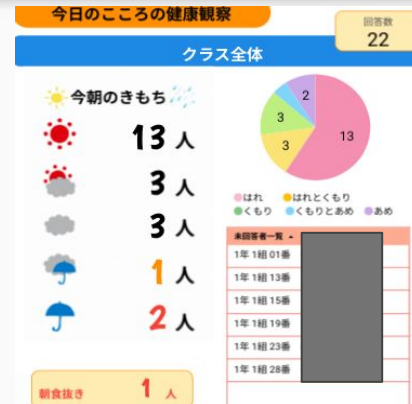 今日のこころの健康観察
回答数
22
クラス全体
今朝のきもち
13人
3人
3人
1人
2人
朝食抜き 1人
2
3
3
13
はれ はれとくもり
くもり くもりとあめ あめ
未回答者一覧
1年 1組 01番
1年 1組 13番
1年 1組 15番
1年 1組 19番
1年 1組 23番
1年 1組 28番